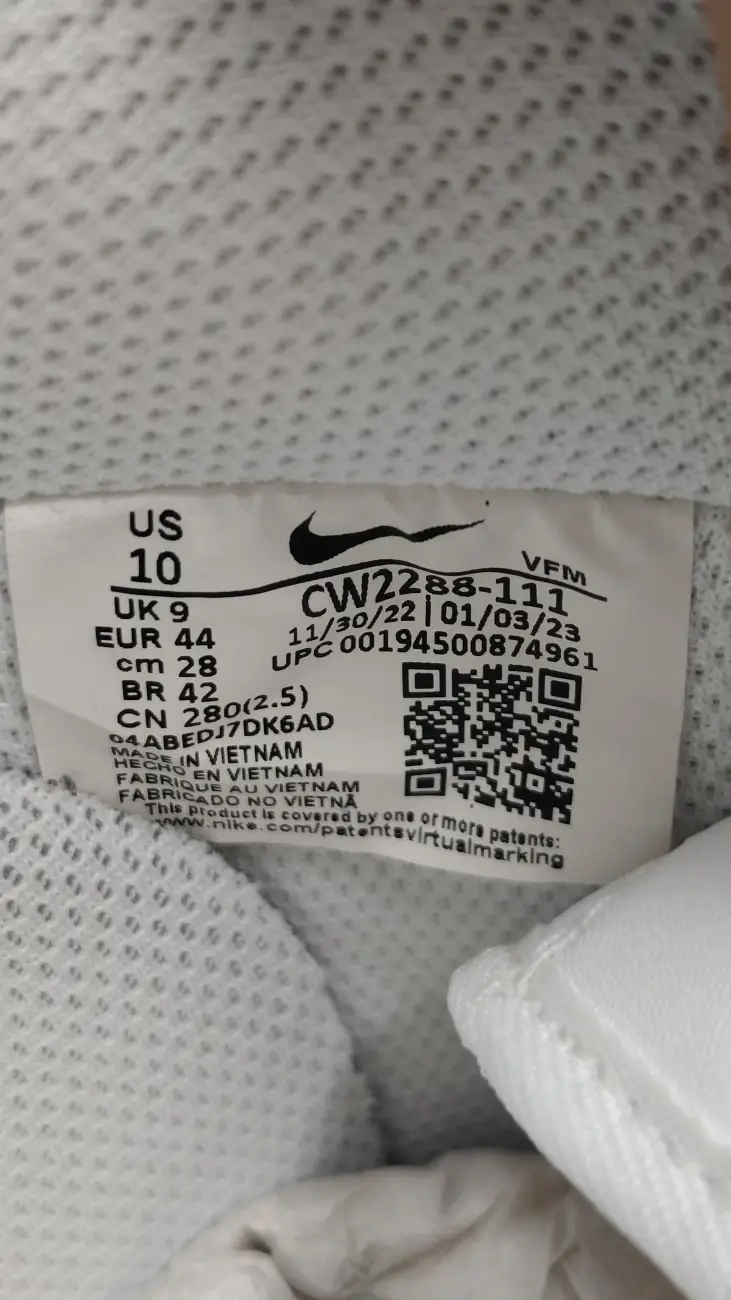 US
10
UK 9
EUR 44
cm 28
BR 42
CN 280(2.5)
04ABEDJ7DK6AD
MADE IN VIETNAM
HECHO EN VIETNAM
FABRIQUE AU VIETNAM
FABRICADO NO VIETNÃ
VFM
CW2288-111
11/30/22 | 01/03/23
UPC 00194500874961
This product is covered by one or more patents:
www.nike.com/patentsvirtualmarking